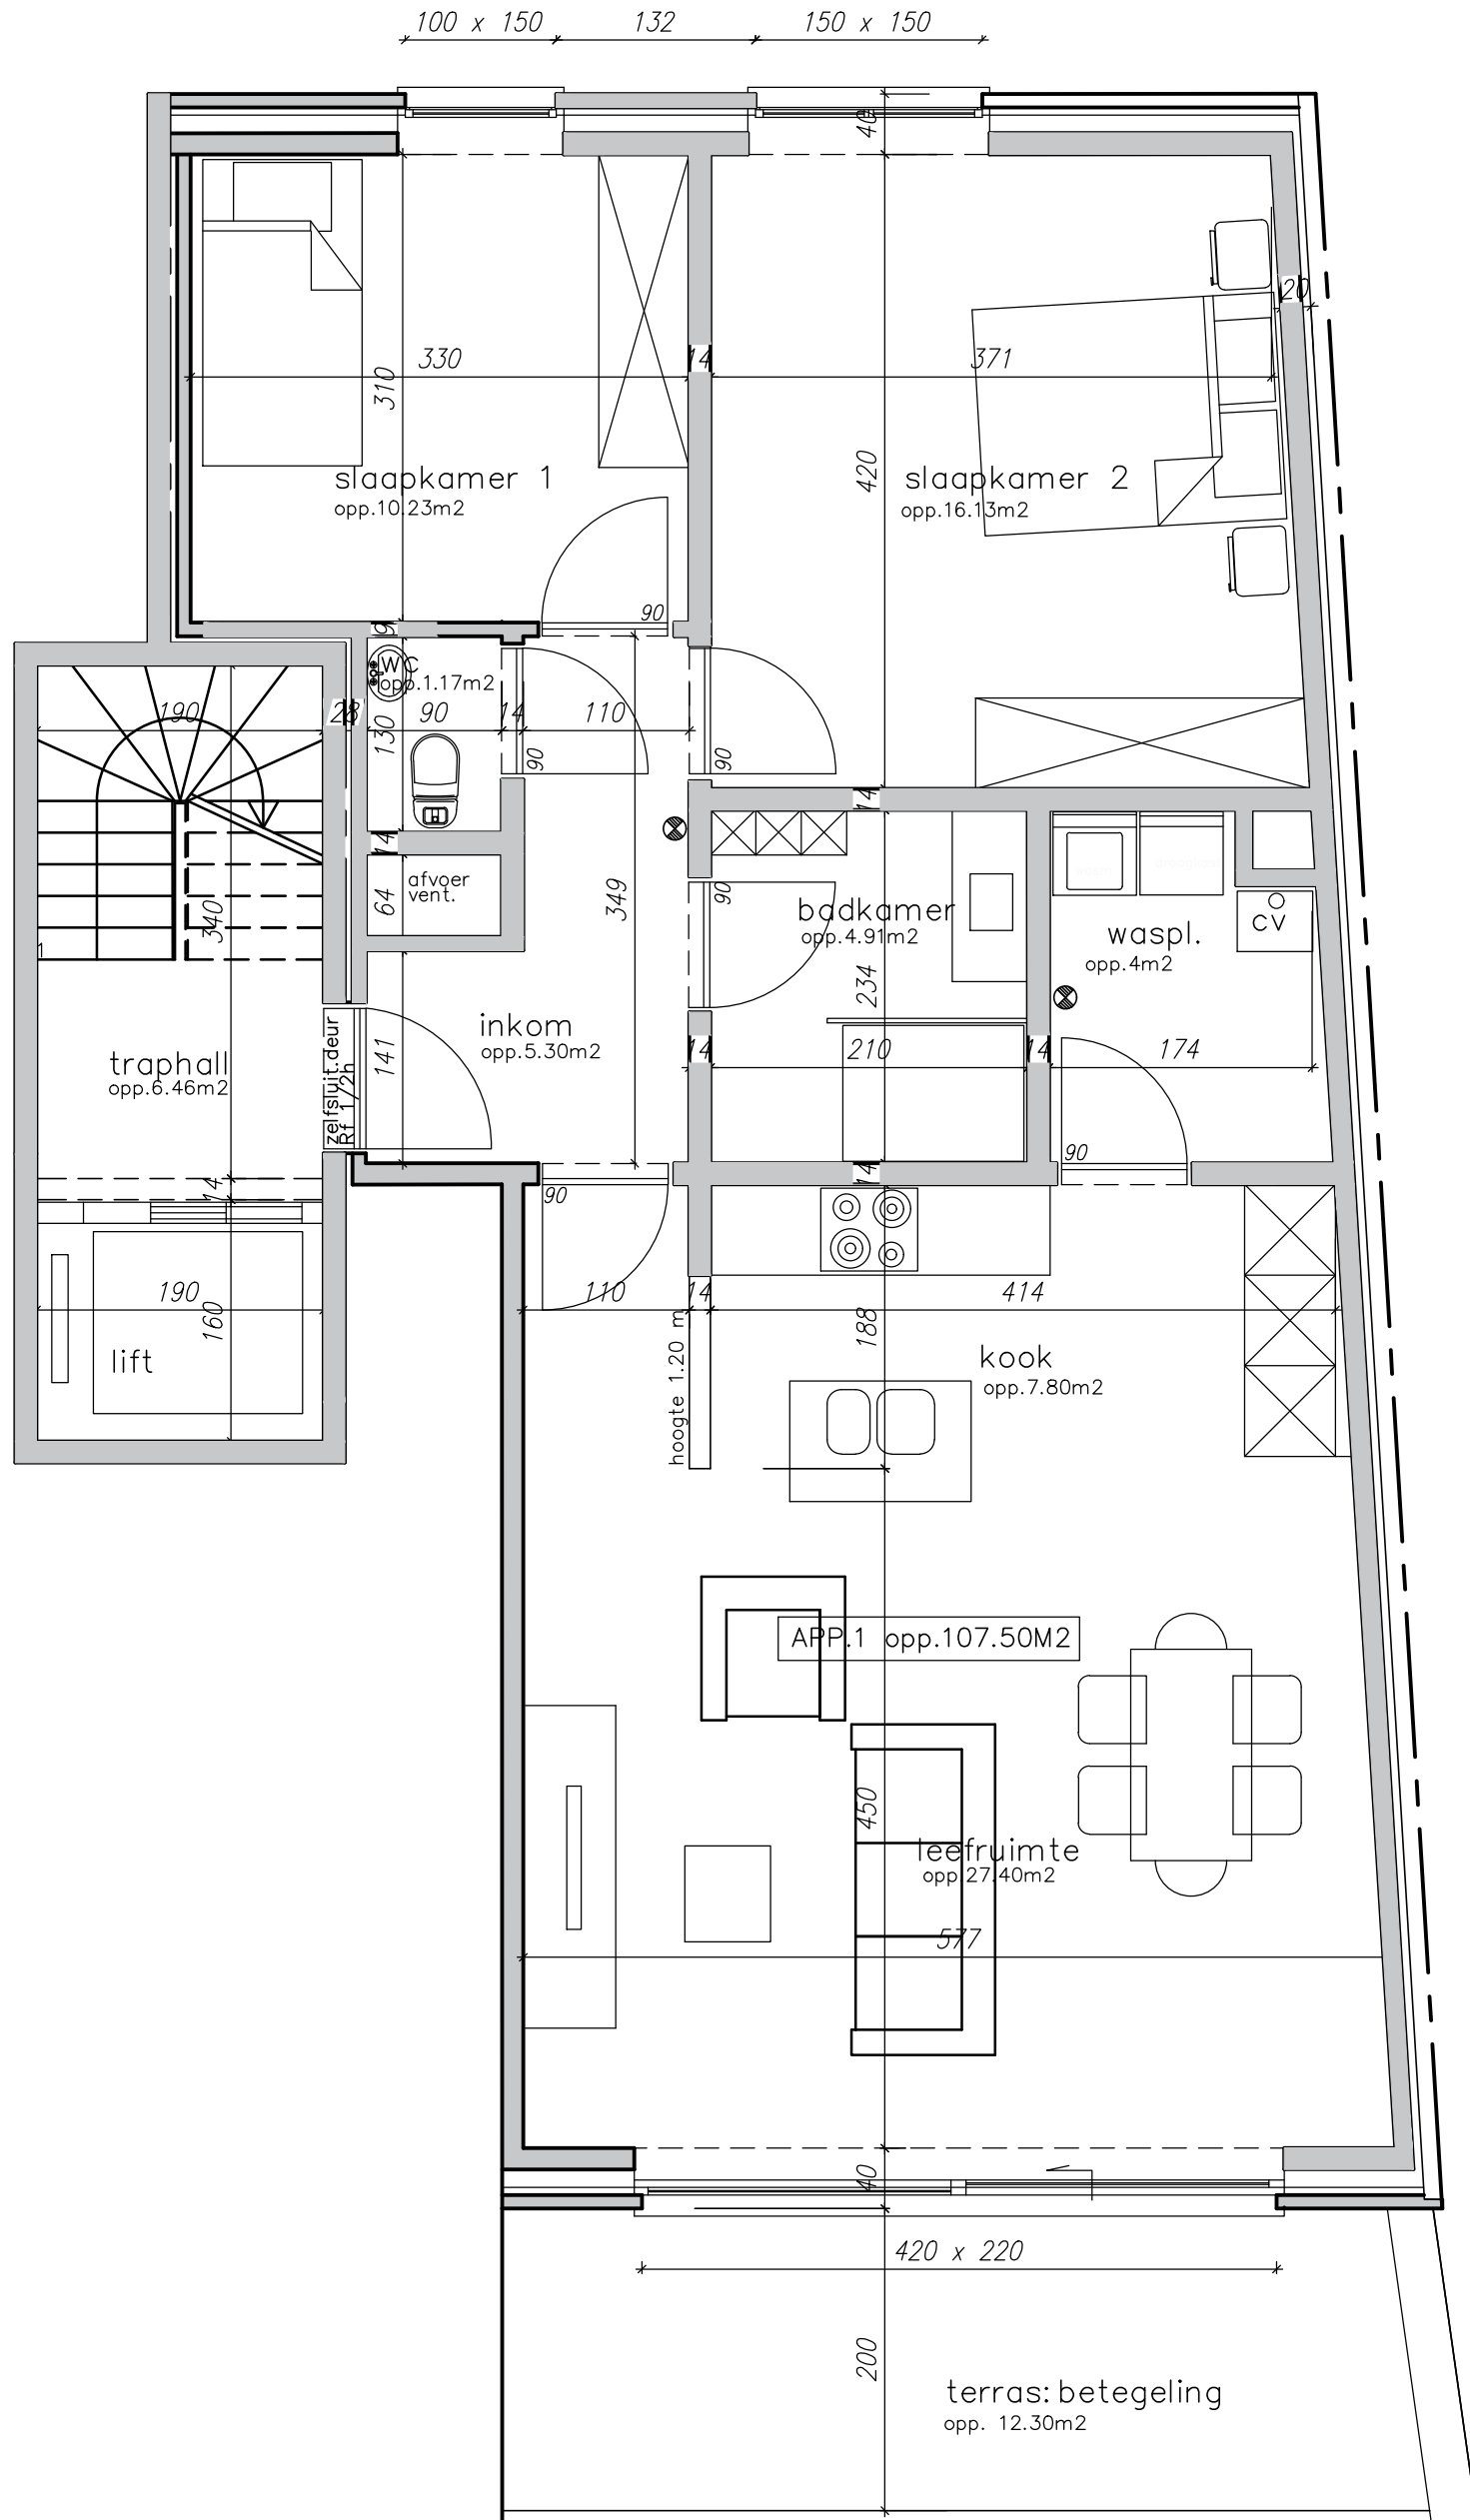 100 x 150
132
150 x 150
40
20
330
14
371
310
420
slaapkamer 1
opp.10.23m2
slaapkamer 2
opp.16.13m2
90
9
WC
opp.1.17m2
190
28
90
14
110
130
90
90
14
14
afvoer
vent.
64
340
349
90
badkamer
opp.4.91m2
waspl.
opp.4m2
CV
1
234
inkom
opp.5.30m2
traphall
opp.6.46m2
zelfsluit.deur
Rf 1/2h
141
14
210
14
174
90
14
14
90
190
160
110
14
414
188
hoogte 1.20 m
lift
kook
opp.7.80m2
APP.1 opp.107.50M2
450
leefruimte
opp.27.40m2
577
40
420 x 220
200
terras: betegeling
opp. 12.30m2